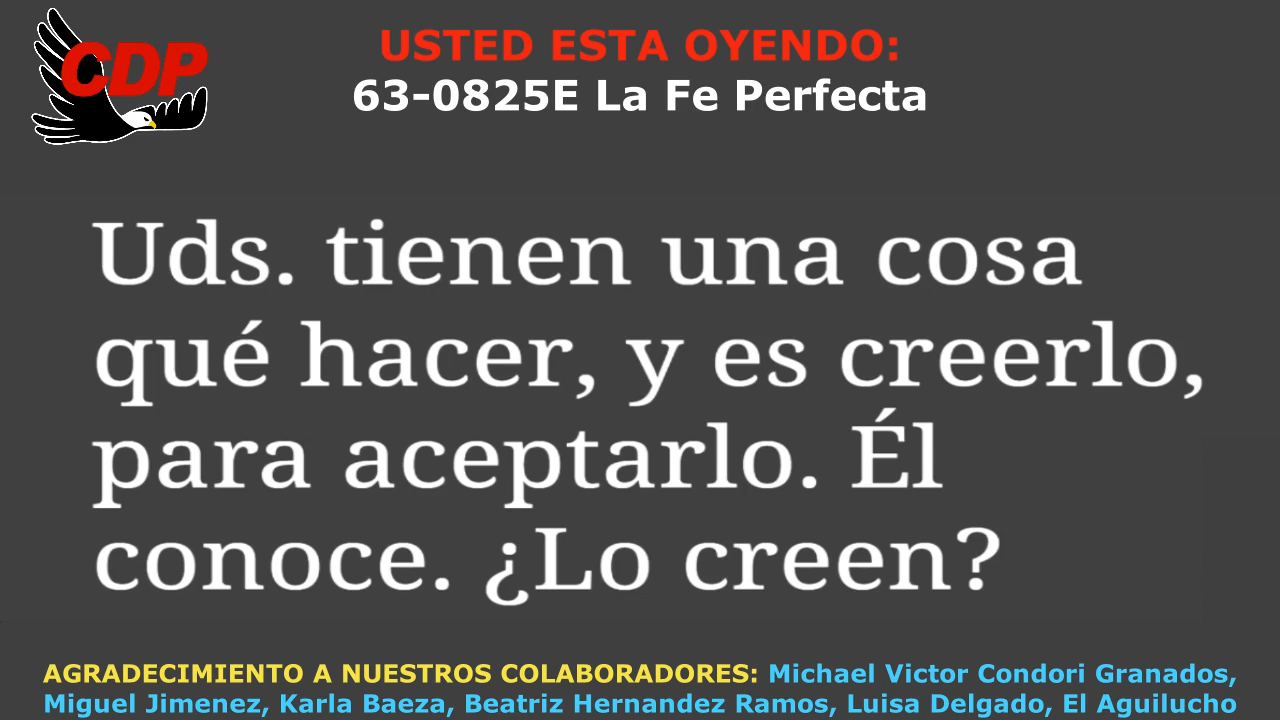 CDP
USTED ESTA OYENDO:
63-0825E La Fe Perfecta
Uds. tienen una cosa
qué hacer, y es creerlo,
para aceptarlo. Él
conoce. ¿Lo creen?
AGRADECIMIENTO A NUESTROS COLABORADORES: Michael Victor Condori Granados,
Miguel Jimenez, Karla Baeza, Beatriz Hernandez Ramos, Luisa Delgado, El Aguilucho